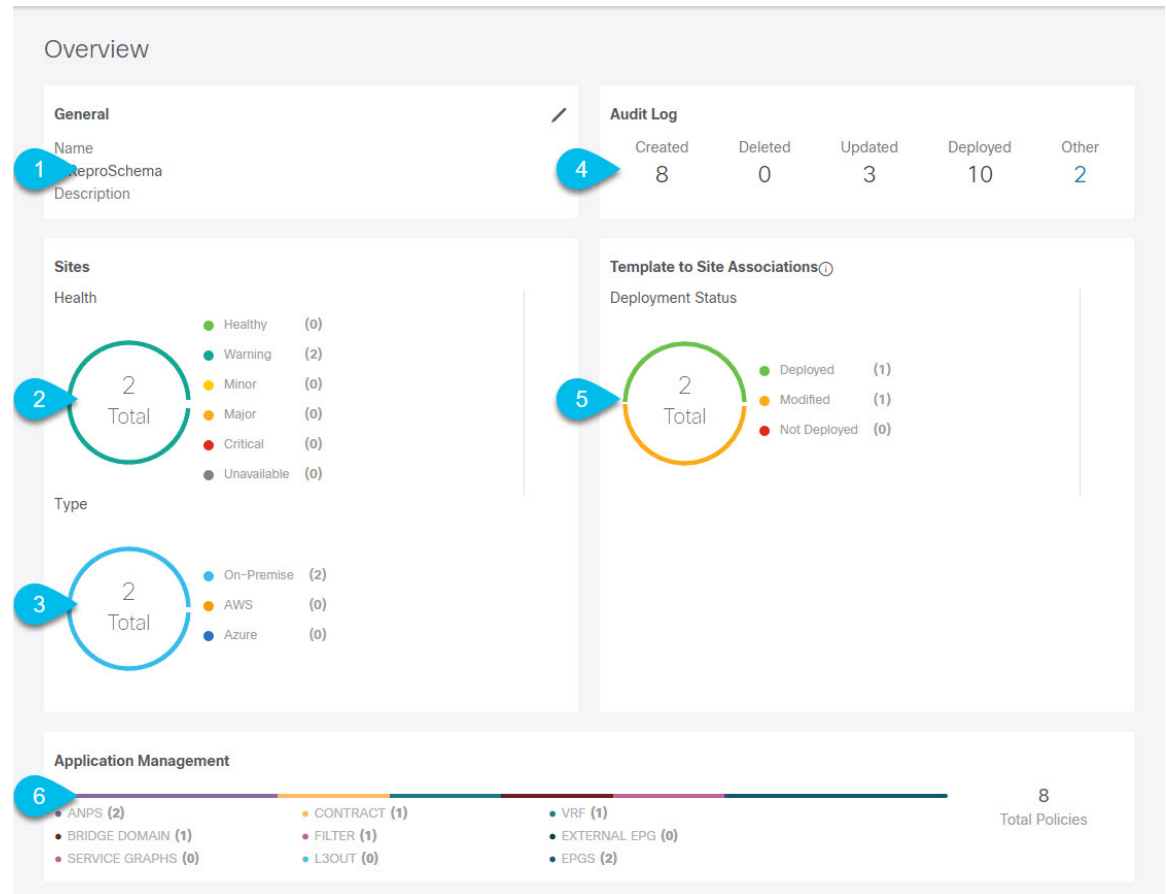 Overview
General
Name
1
ReproSchema
Description
Audit Log
Created Deleted Updated Deployed Other
4
8 0 3 10 2
Sites
Health
2
2
Total
Healthy (0)
Warning (2)
Minor (0)
Major (0)
Critical (0)
Unavailable (0)
Type
3
2
Total
On-Premise (2)
AWS (0)
Azure (0)
Template to Site Associations
Deployment Status
5
2
Total
Deployed (1)
Modified (1)
Not Deployed (0)
Application Management
6
8
Total Policies
ANPS (2) CONTRACT (1) VRF (1)
BRIDGE DOMAIN (1) FILTER (1) EXTERNAL EPG (0)
SERVICE GRAPHS (0) L3OUT (0) EPGS (2)